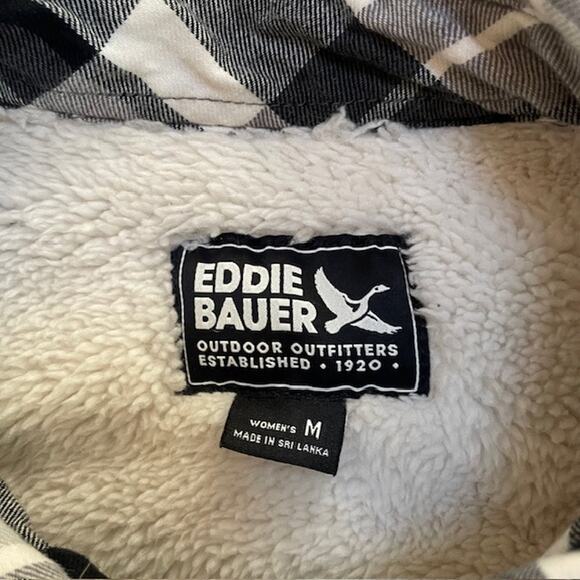 EDDIE
BAUER
OUTDOOR OUTFITTERS
ESTABLISHED • 1920 •
WOMEN'S M
MADE IN SRI LANKA